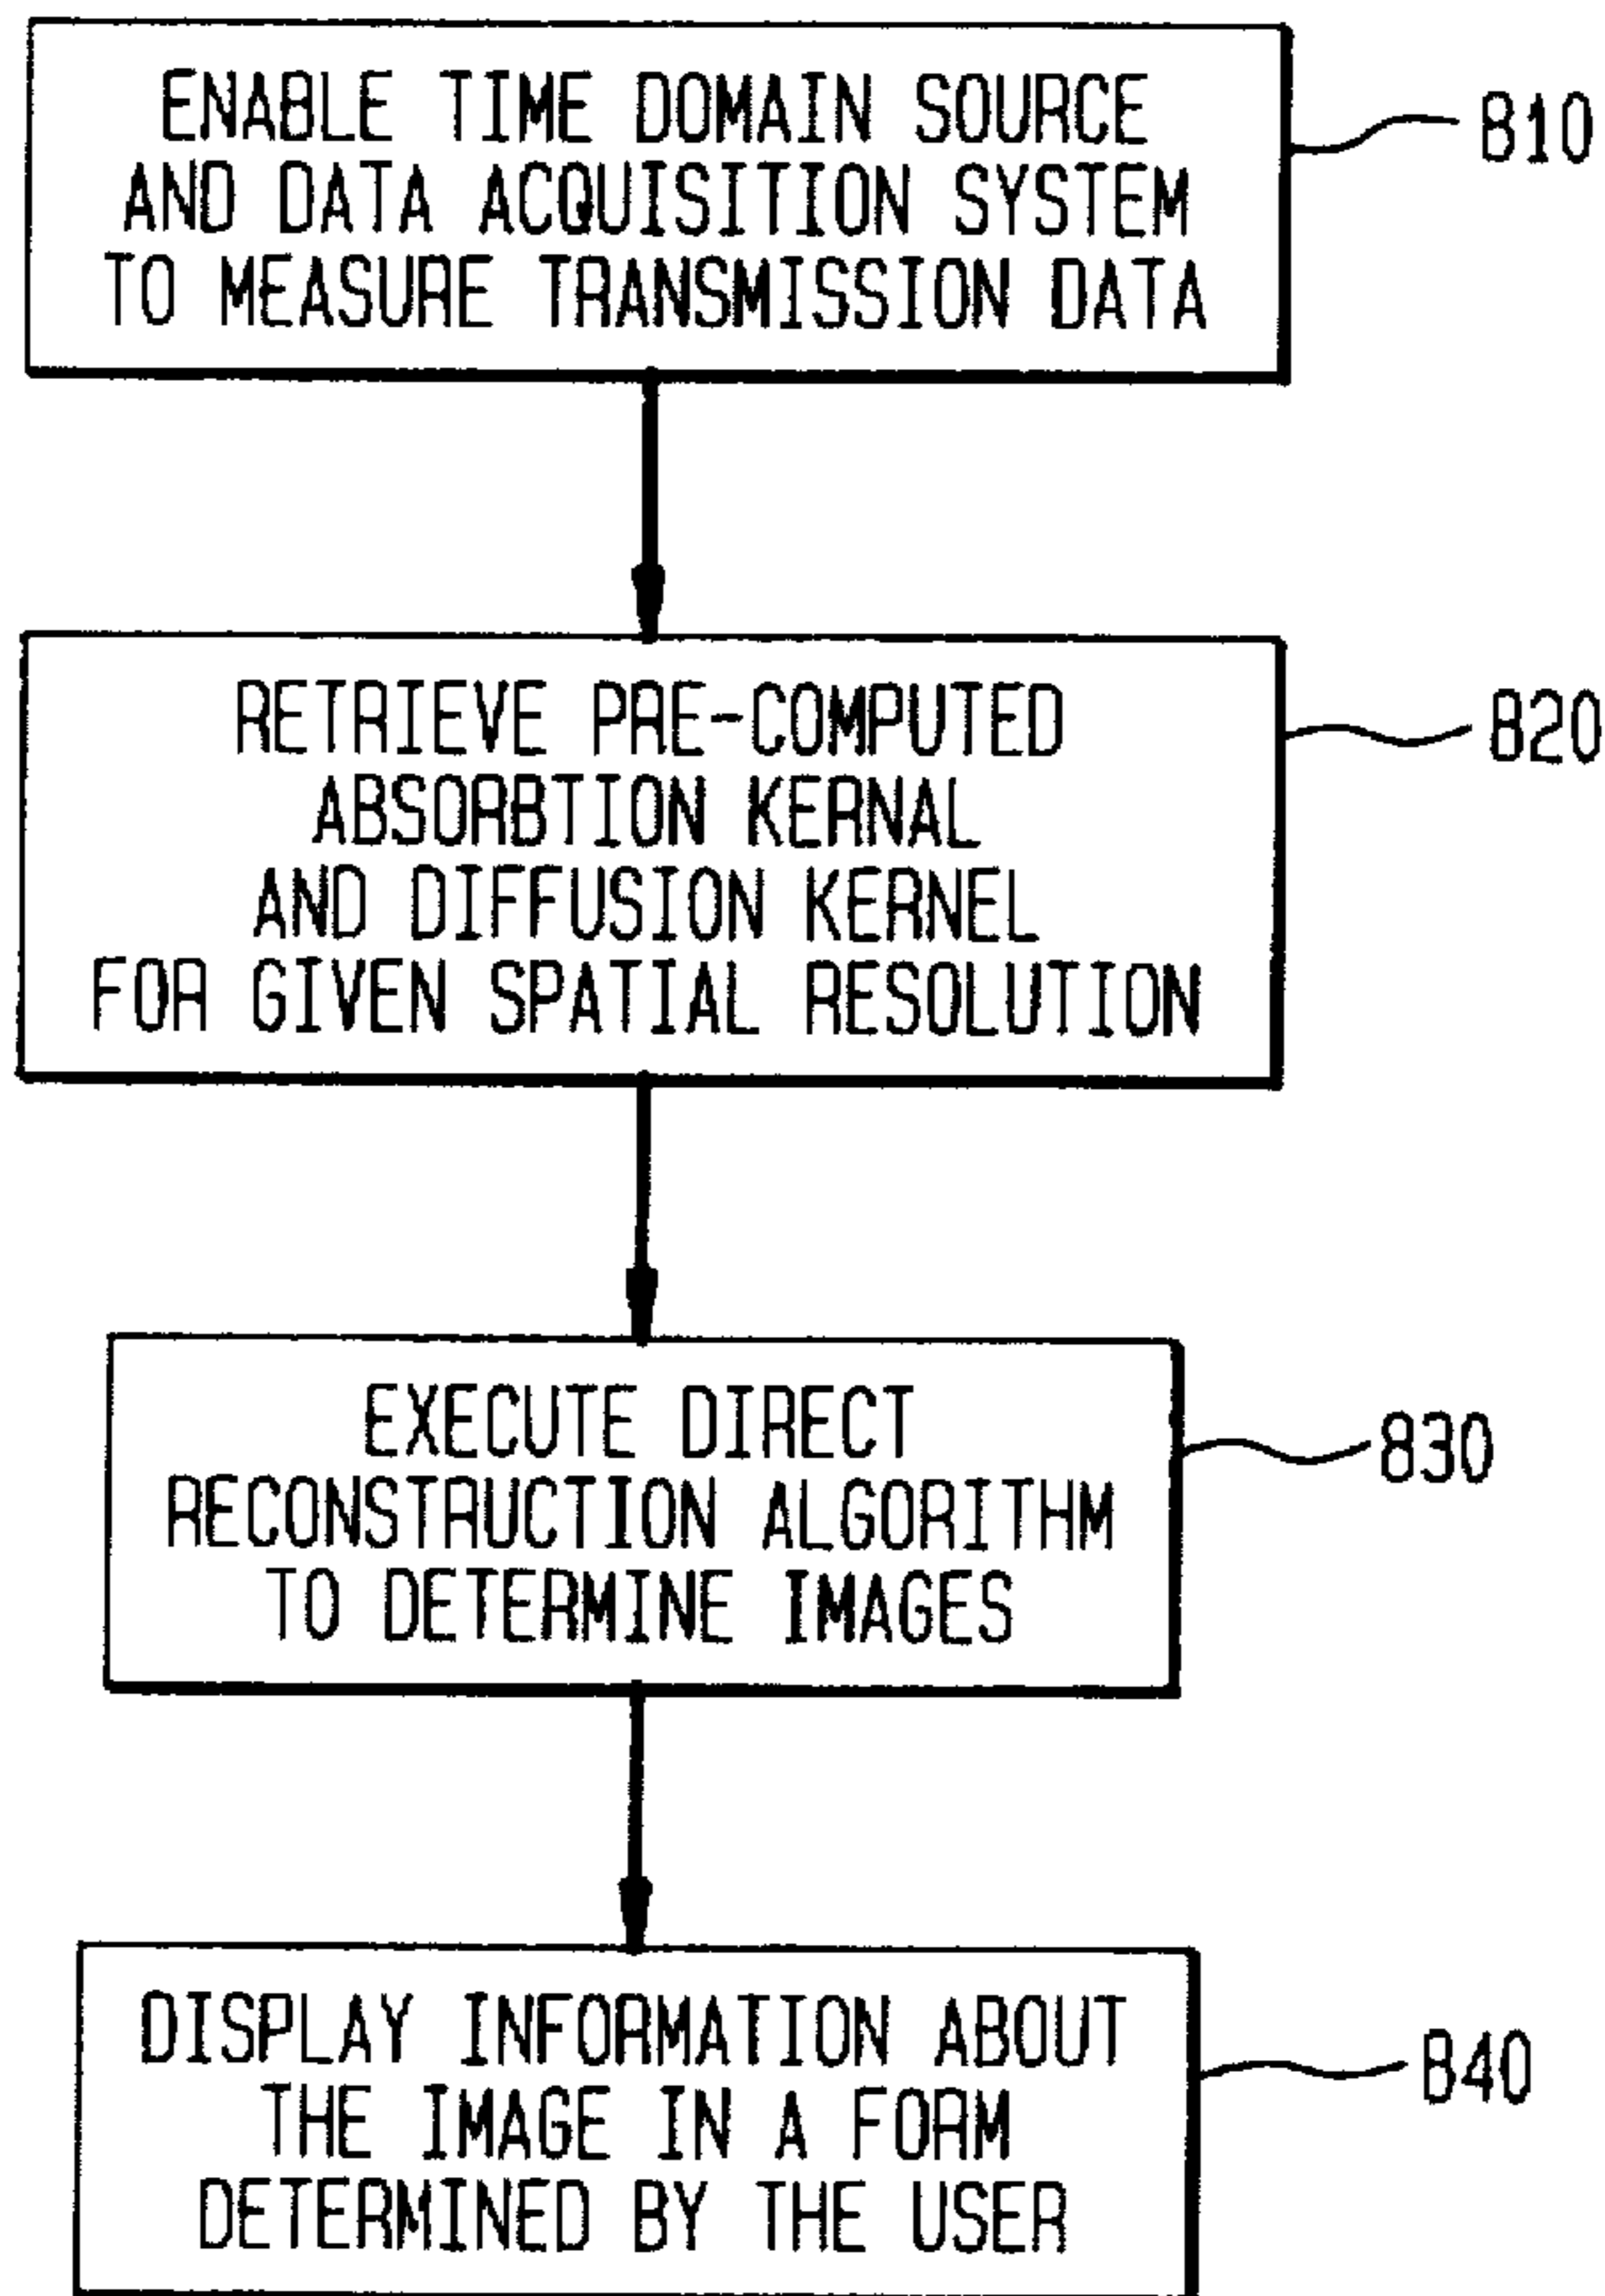 ENABLE TIME DOMAIN SOURCE
AND DATA ACQUISITION SYSTEM
TO MEASURE TRANSMISSION DATA
810
RETRIEVE PRE-COMPUTED
ABSORBTION KERNAL
AND DIFFUSION KERNEL
FOR GIVEN SPATIAL RESOLUTION
820
EXECUTE DIRECT
RECONSTRUCTION ALGORITHM
TO DETERMINE IMAGES
830
DISPLAY INFORMATION ABOUT
THE IMAGE IN A FORM
DETERMINED BY THE USER
840